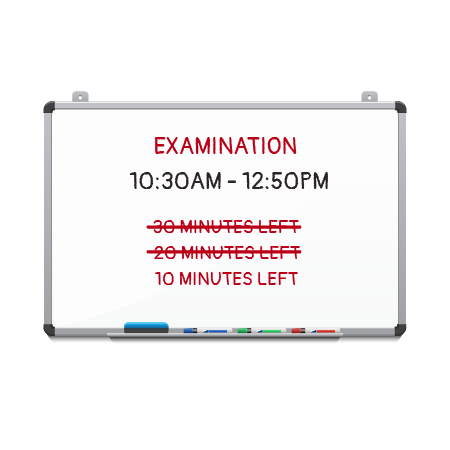 EXAMINATION
10:30AM - 12:50PM
30 MINUTES LEFT
20 MINUTES LEFT
10 MINUTES LEFT